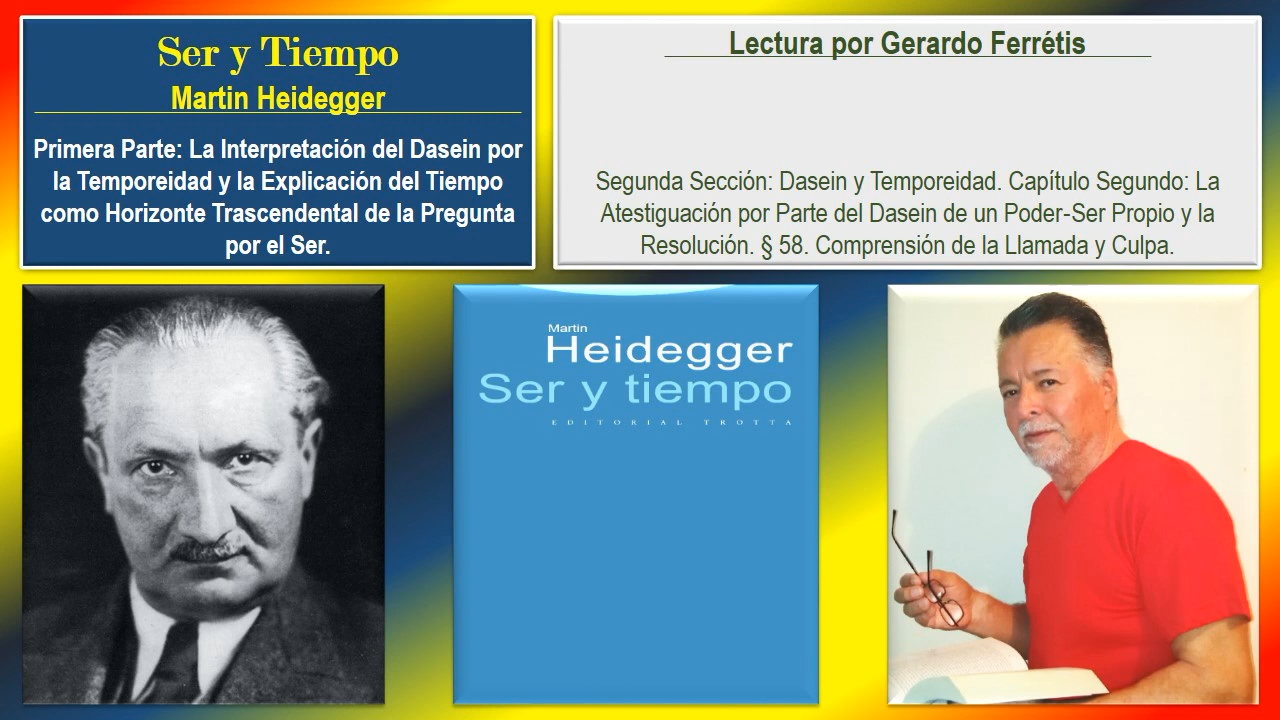 Ser y Tiempo
Martin Heidegger
Primera Parte: La Interpretación del Dasein por
la Temporeidad y la Explicación del Tiempo
como Horizonte Trascendental de la Pregunta
por el Ser.
Lectura por Gerardo Ferrétis
Segunda Sección: Dasein y Temporeidad. Capítulo Segundo: La
Atestiguación por Parte del Dasein de un Poder-Ser Propio y la
Resolución. § 58. Comprensión de la Llamada y Culpa.
Martin
Heidegger
Ser y tiempo
EDITORIAL TROTTA